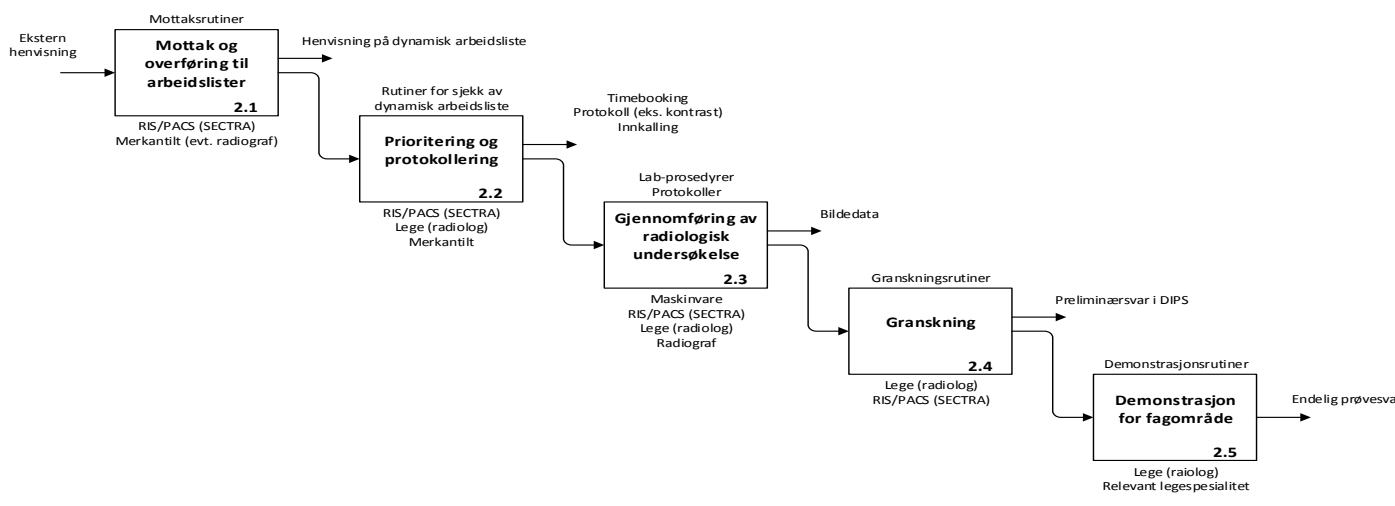 Mottaksrutiner
Ekstern
henvisning
Mottak og
overføring til
arbeidslister
2.1
RIS/PACS (SECTRA)
Merkantilt (evt. radiograf)
Henvisning på dynamisk arbeidsliste
Rutiner for sjekk av
dynamisk arbeidsliste
Prioritering og
protokollering
2.2
RIS/PACS (SECTRA)
Lege (radiolog)
Merkantilt
Timebooking
Protokoll (eks. kontrast)
Innkalling
Lab-prosedyrer
Protokoller
Gjennomføring av
radiologisk
undersøkelse
2.3
Maskinvare
RIS/PACS (SECTRA)
Lege (radiolog)
Radiograf
Bildedata
Granskningsrutiner
Granskning
2.4
Lege (radiolog)
RIS/PACS (SECTRA)
Preliminærsvar i DIPS
Demonstrasjonsrutiner
Demonstrasjon
for fagområde
2.5
Lege (raiolog)
Relevant legespesialitet
Endelig prøvesva